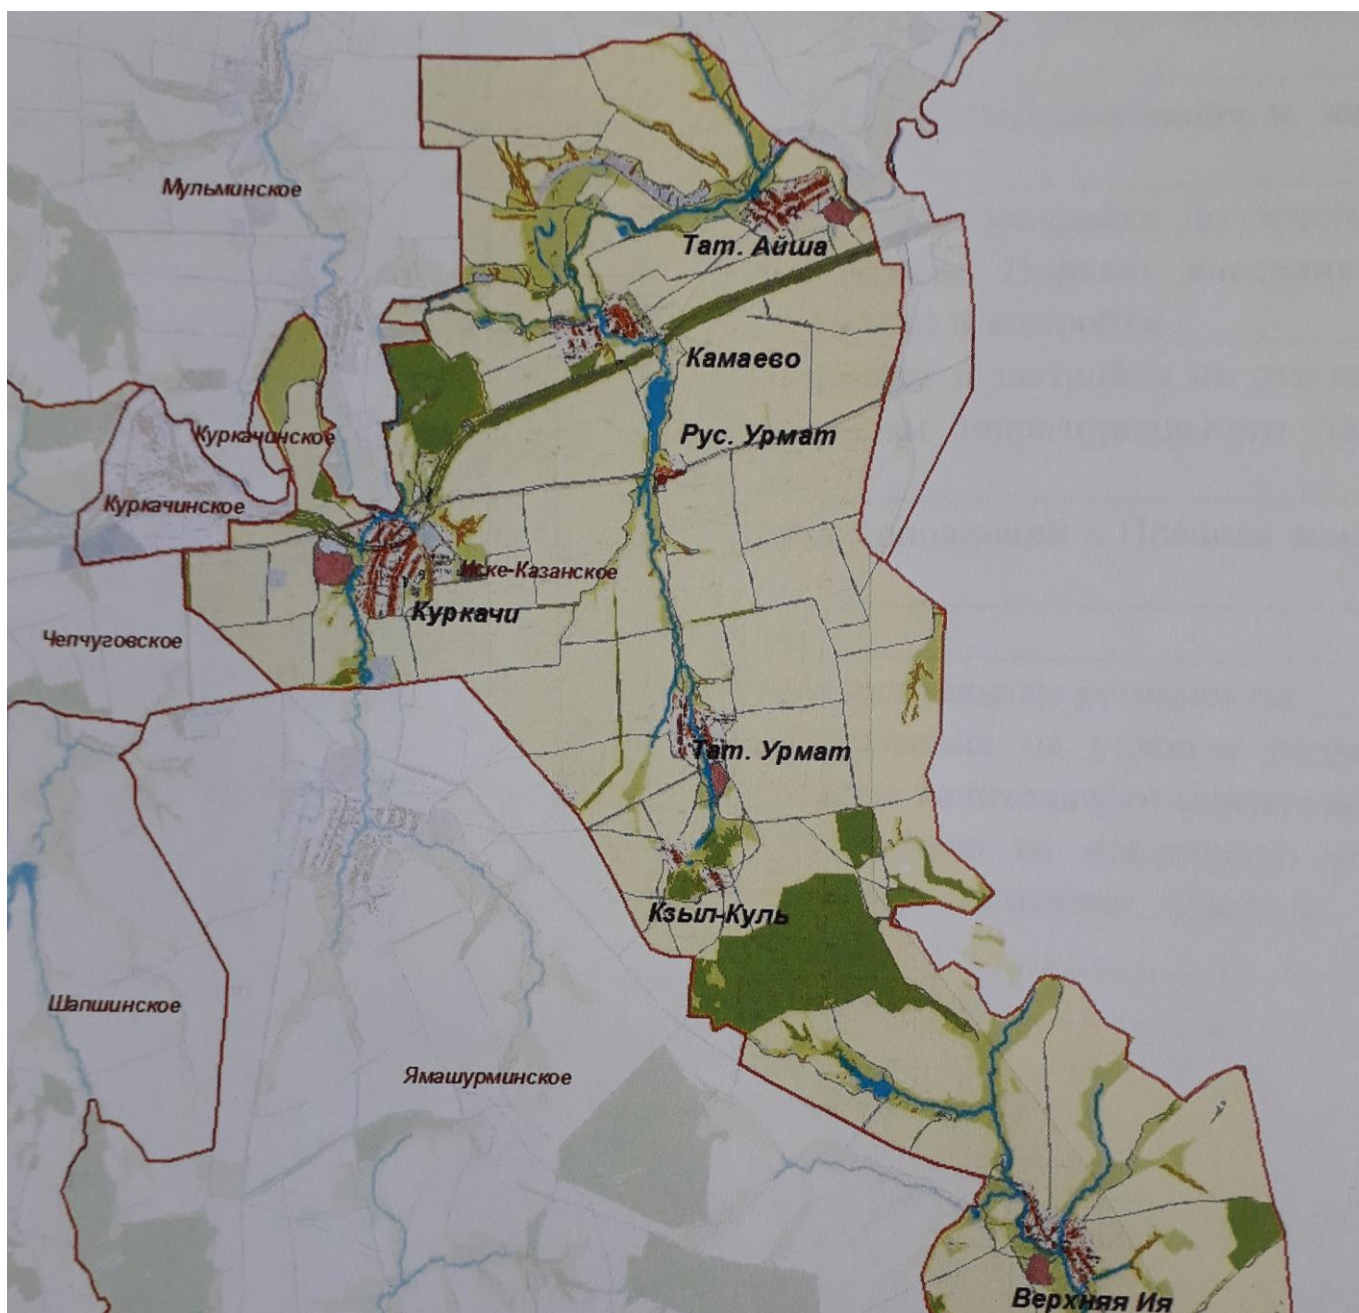 Мульминское
Тат. Айша
Камаево
Куркачинское
Рус. Урмат
Куркачинское
Иске-Казанское
Куркачи
Чепчуговское
Тат. Урмат
Кзыл-Куль
Шапшинское
Ямашурминское
Верхняя Ия